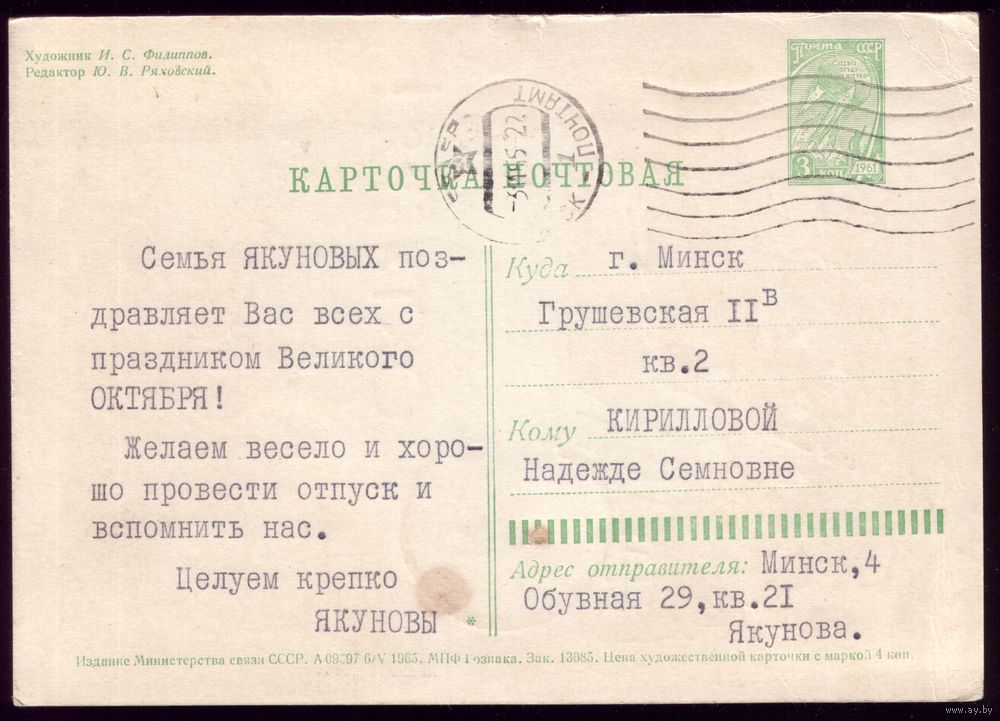 Художник И. С. Филиппов.
Редактор Ю. В. Ряховский.
Почта СССР
3 коп
1961
ПОЧТАМТ
КАРТОЧКА ПОЧТОВАЯ
Семья ЯКУНОВЫХ поз-
дравляет Вас всех с
праздником Великого
ОКТЯБРЯ!
Желаем весело и хоро-
шо провести отпуск и
вспомнить нас.
Целуем крепко
ЯКУНОВЫ *
Куда г. Минск
Грушевская IIв
кв.2
Кому КИРИЛЛОВОЙ
Надежде Семновне
Адрес отправителя: Минск,4
Обувная 29,кв.2I
Якунова.
Издание Министерства связи СССР. 6/V 1965. МПФ Гознака. Зак. 13085. Цена художественной карточки с маркой 4 коп.
www.ay.by